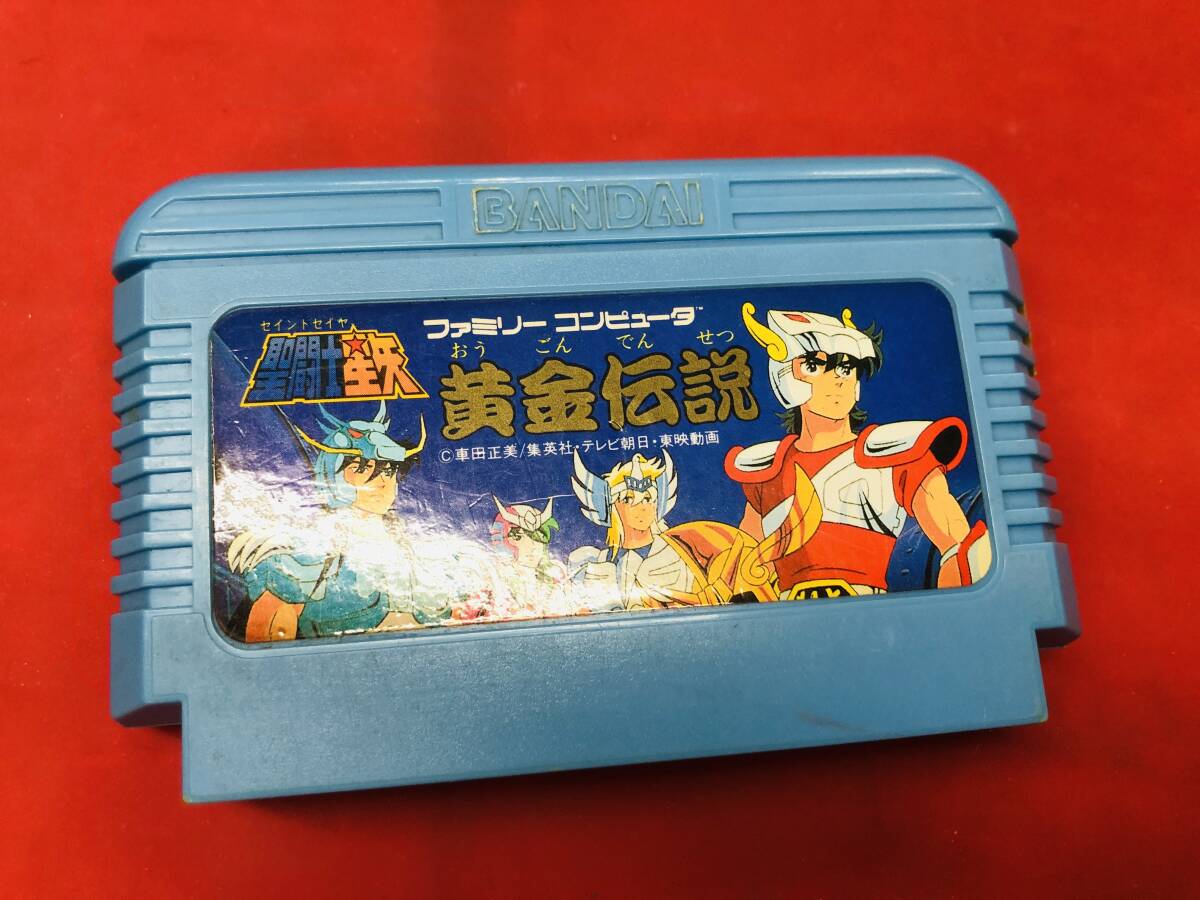 BANDAI
セイントセイヤ
聖闘士星矢
ファミリー コンピュータ™
おう ごん でん せつ
黄金伝説
©車田正美/集英社・テレビ朝日・東映動画